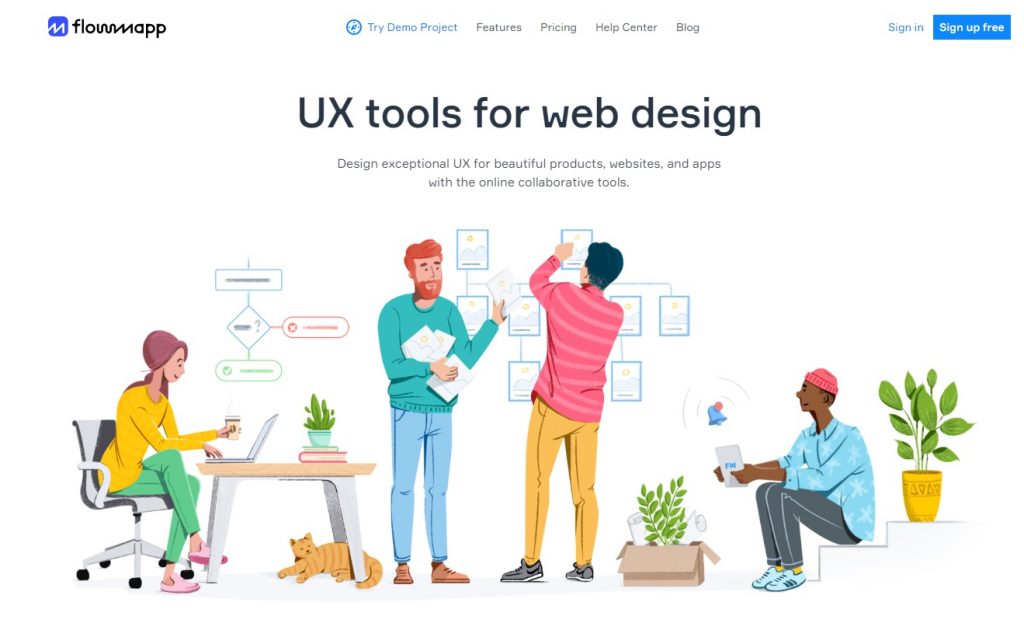 flowmapp
Try Demo Project
Features
Pricing
Help Center
Blog
Sign in
Sign up free
UX tools for web design
Design exceptional UX for beautiful products, websites, and apps
with the online collaborative tools.
?
FW